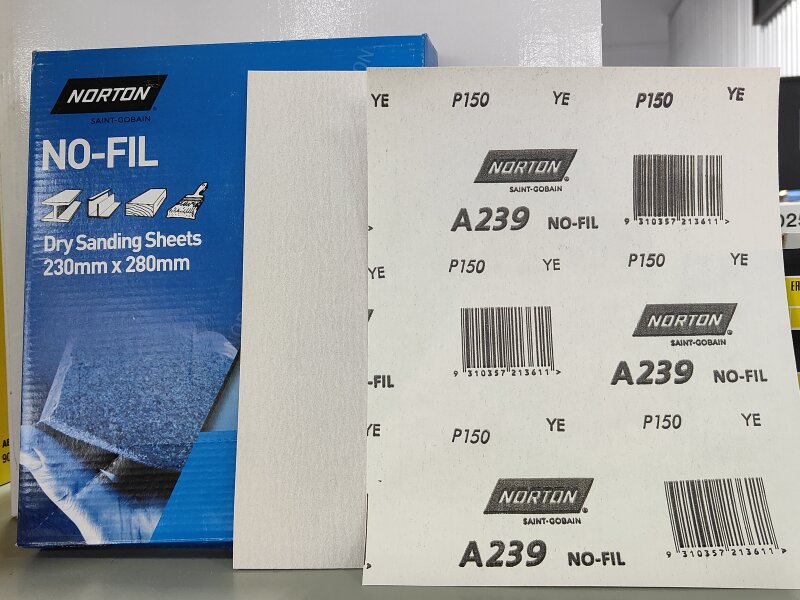 NORTON
SAINT-GOBAIN
NO-FIL
Dry Sanding Sheets
230mm x 280mm
YE P150 YE P150 YE
NORTON
SAINT-GOBAIN
A239 NO-FIL
9 310357 213611 >
YE P150 YE P150 YE
9 310357 213611 >
NORTON
SAINT-GOBAIN
-FIL
A239 NO-FIL
YE P150 YE P150 YE
NORTON
SAINT-GOBAIN
A239 NO-FIL
9 310357 213611 >